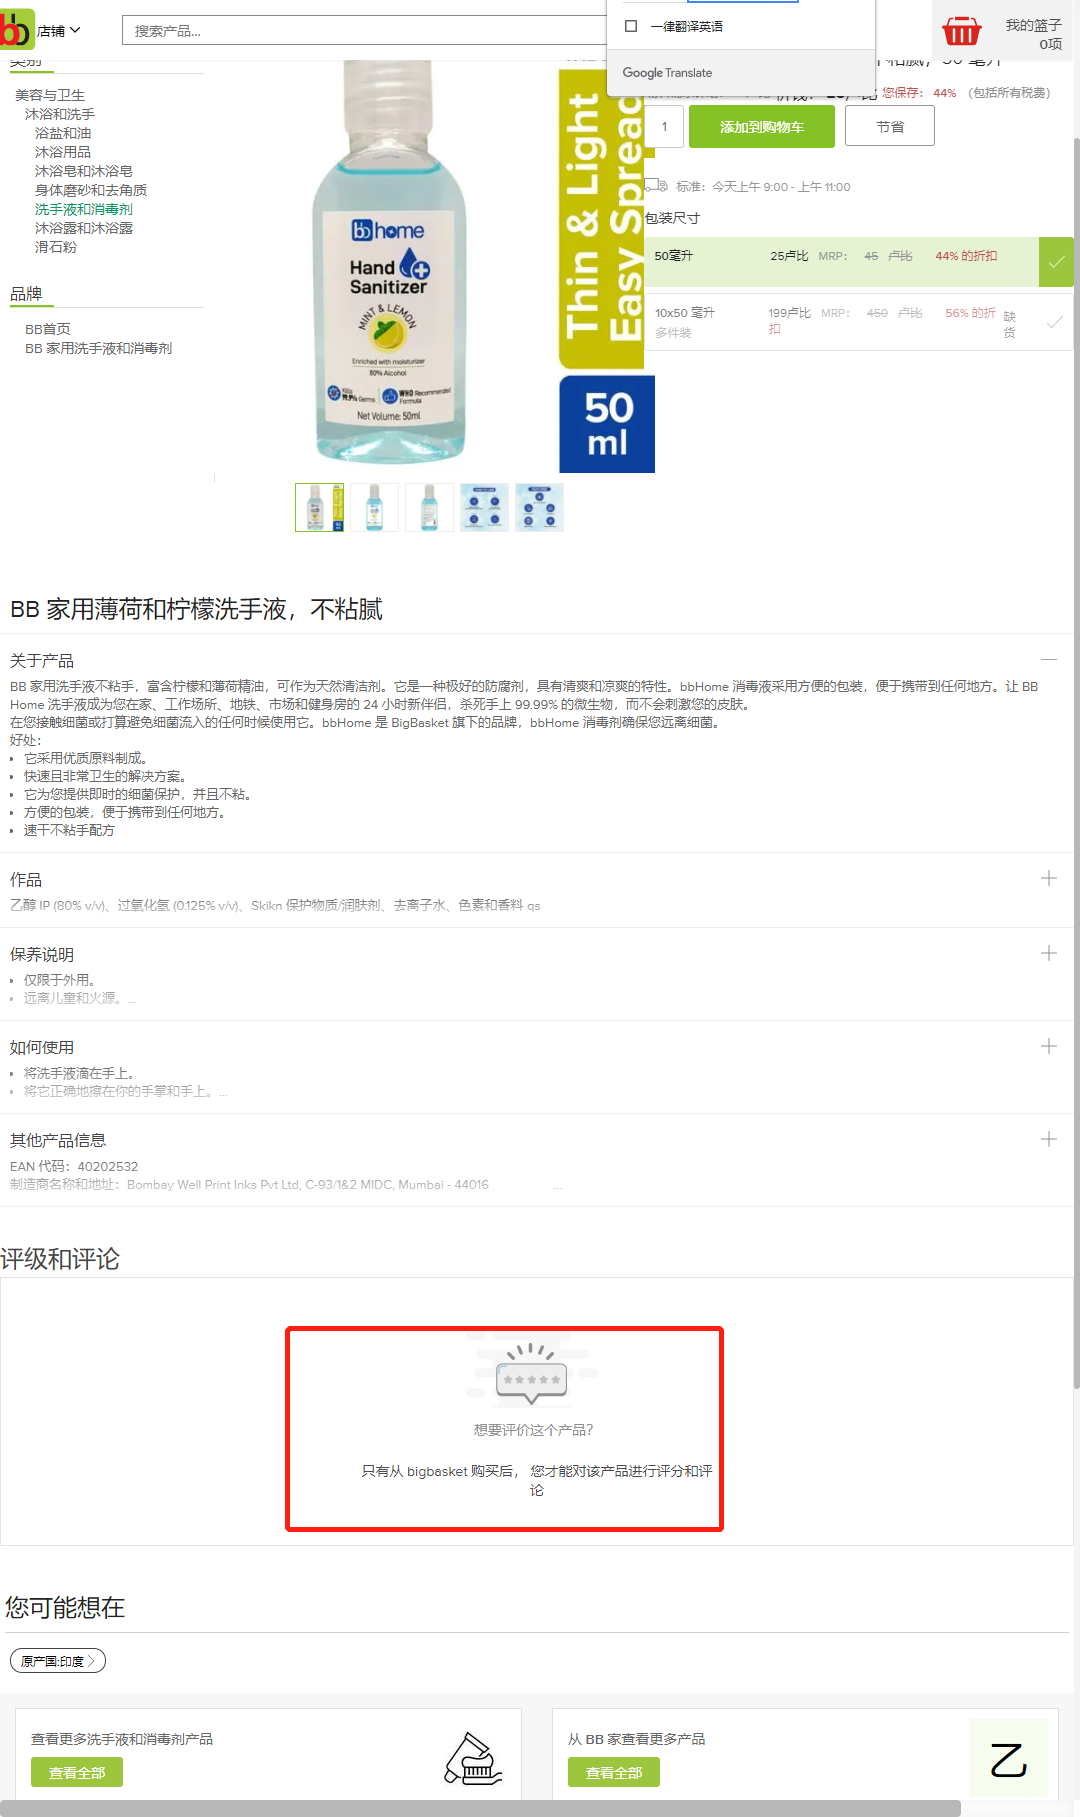 bb
店铺
搜索产品...
一律翻译英语
Google Translate
我的篮子
0项
类别
美容与卫生
沐浴和洗手
浴盐和油
沐浴用品
沐浴皂和沐浴皂
身体磨砂和去角质
洗手液和消毒剂
沐浴露和沐浴露
滑石粉
品牌
BB首页
BB 家用洗手液和消毒剂
bb home
Hand
Sanitizer
MINT & LEMON
Enriched with moisturizer
80% Alcohol
Kills
99.9% Germs
WHO Recommended
Formula
Net Volume: 50ml
Thin & Light
Easy Spread
50
ml
您保存： 44% （包括所有税费）
1
添加到购物车
节省
标准：今天上午 9:00 - 上午 11:00
包装尺寸
50毫升 25卢比 MRP： 45 卢比 44% 的折扣
10x50 毫升 199卢比 MRP： 450 卢比 56% 的折
扣
多件装
缺
货
BB 家用薄荷和柠檬洗手液，不粘腻
关于产品
BB 家用洗手液不粘手，富含柠檬和薄荷精油，可作为天然清洁剂。它是一种极好的防腐剂，具有清爽和凉爽的特性。bbHome 消毒液采用方便的包装，便于携带到任何地方。让 BB
Home 洗手液成为您在家、工作场所、地铁、市场和健身房的 24 小时新伴侣，杀死手上 99.99% 的微生物，而不会刺激您的皮肤。
在您接触细菌或打算避免细菌流入的任何时候使用它。bbHome 是 BigBasket 旗下的品牌，bbHome 消毒剂确保您远离细菌。
好处：
• 它采用优质原料制成。
• 快速且非常卫生的解决方案。
• 它为您提供即时的细菌保护，并且不粘。
• 方便的包装，便于携带到任何地方。
• 速干不粘手配方
作品
乙醇 IP (80% v/v)、过氧化氢 (0.125% v/v)、Skikn 保护物质/润肤剂、去离子水、色素和香料 qs
保养说明
• 仅限于外用。
• 远离儿童和火源。...
如何使用
• 将洗手液滴在手上。
• 将它正确地擦在你的手掌和手上。...
其他产品信息
EAN 代码：40202532
制造商名称和地址：Bombay Well Print Inks Pvt Ltd, C-93/1&2 MIDC, Mumbai - 44016 ...
评级和评论
想要评价这个产品？
只有从 bigbasket 购买后， 您才能对该产品进行评分和评
论
您可能想在
原产国:印度
查看更多洗手液和消毒剂产品
查看全部
从 BB 家查看更多产品
查看全部
乙